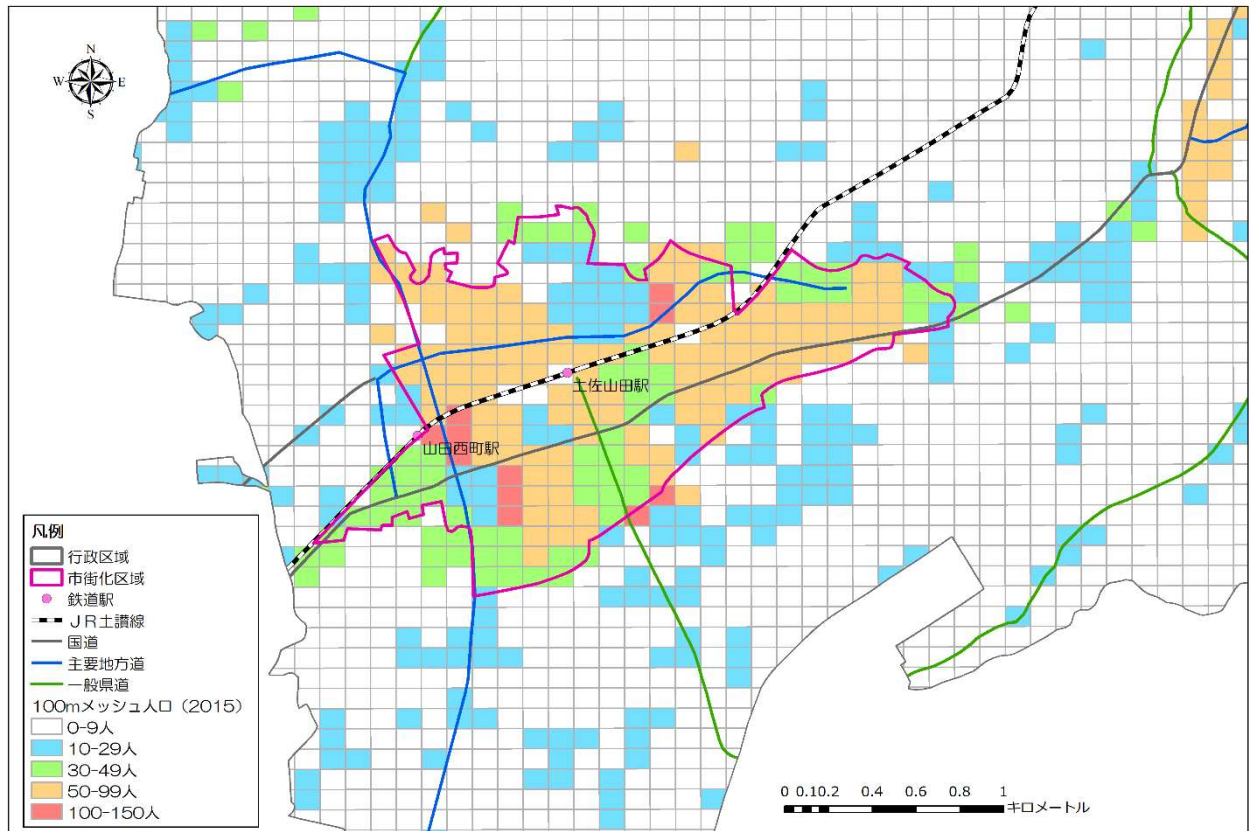 N
W E
S
土佐山田駅
山田西町駅
凡例
行政区域
市街化区域
鉄道駅
JR土讃線
国道
主要地方道
一般県道
100mメッシュ人口（2015）
0-9人
10-29人
30-49人
50-99人
100-150人
0 0.10.2 0.4 0.6 0.8 1
キロメートル